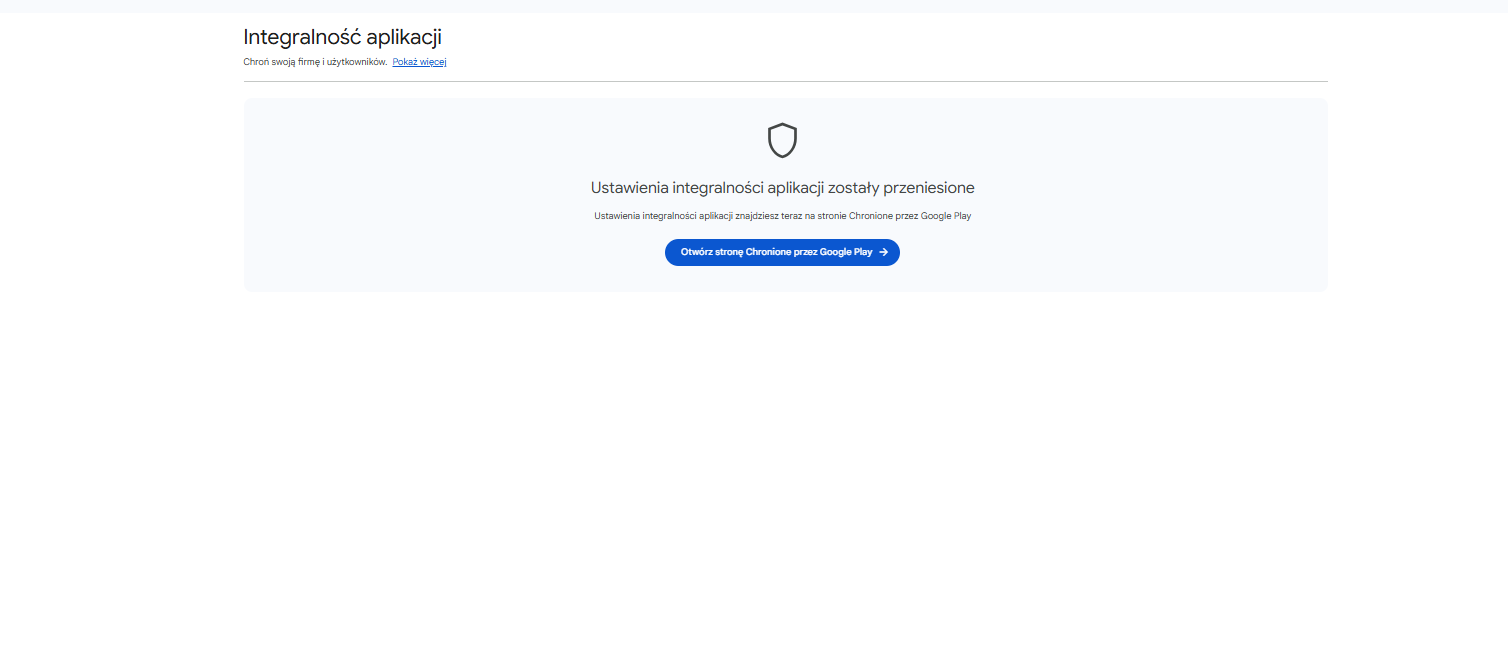 Integralność aplikacji
Chroń swoją firmę i użytkowników. Pokaż więcej
Ustawienia integralności aplikacji zostały przeniesione
Ustawienia integralności aplikacji znajdziesz teraz na stronie Chronione przez Google Play
Otwórz stronę Chronione przez Google Play →